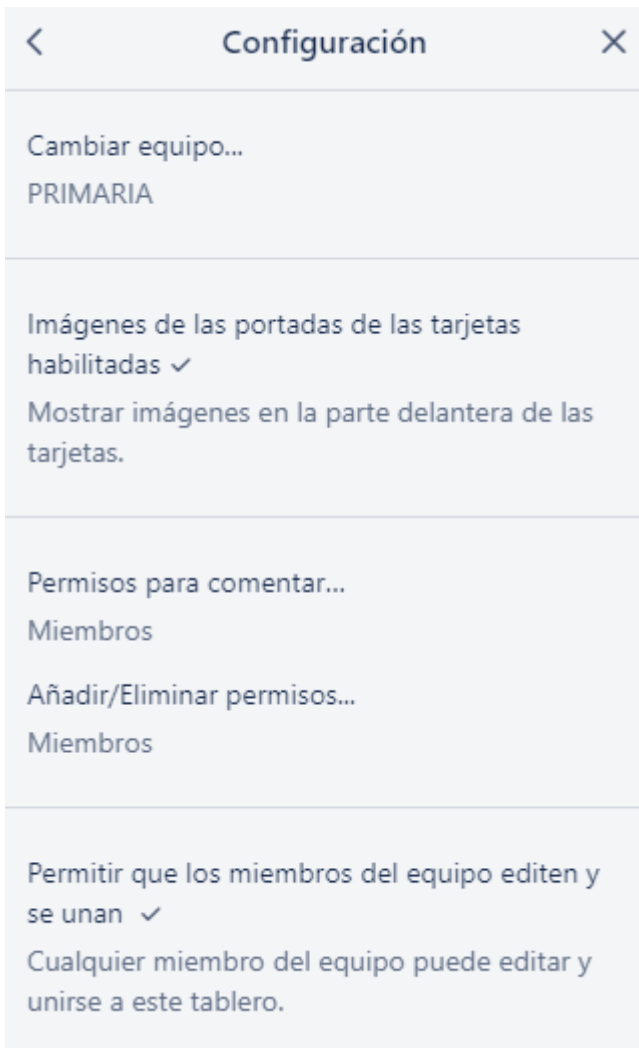 Configuración
Cambiar equipo...
PRIMARIA
Imágenes de las portadas de las tarjetas
habilitadas ✓
Mostrar imágenes en la parte delantera de las
tarjetas.
Permisos para comentar...
Miembros
Añadir/Eliminar permisos...
Miembros
Permitir que los miembros del equipo editen y
se unan ✓
Cualquier miembro del equipo puede editar y
unirse a este tablero.